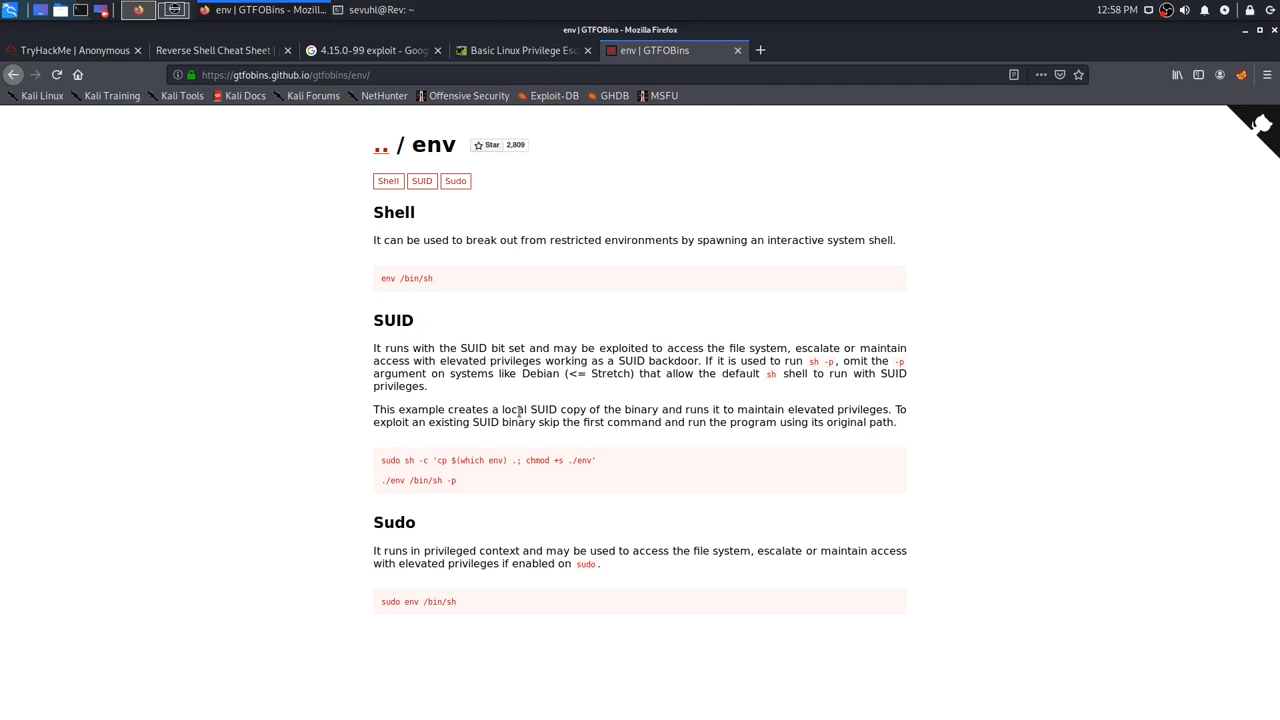 env | GTFOBins - Mozill...
sevuhl@Rev: ~
12:58 PM
env | GTFOBins - Mozilla Firefox
TryHackMe | Anonymous
Reverse Shell Cheat Sheet |
4.15.0-99 exploit - Goog
Basic Linux Privilege Esc
env | GTFOBins
https://gtfobins.github.io/gtfobins/env/
Kali Linux
Kali Training
Kali Tools
Kali Docs
Kali Forums
NetHunter
Offensive Security
Exploit-DB
GHDB
MSFU
.. / env
Star 2,809
Shell
SUID
Sudo
Shell
It can be used to break out from restricted environments by spawning an interactive system shell.
env /bin/sh
SUID
It runs with the SUID bit set and may be exploited to access the file system, escalate or maintain
access with elevated privileges working as a SUID backdoor. If it is used to run sh -p, omit the -p
argument on systems like Debian (<= Stretch) that allow the default sh shell to run with SUID
privileges.
This example creates a local SUID copy of the binary and runs it to maintain elevated privileges. To
exploit an existing SUID binary skip the first command and run the program using its original path.
sudo sh -c 'cp $(which env) .; chmod +s ./env'
./env /bin/sh -p
Sudo
It runs in privileged context and may be used to access the file system, escalate or maintain access
with elevated privileges if enabled on sudo.
sudo env /bin/sh